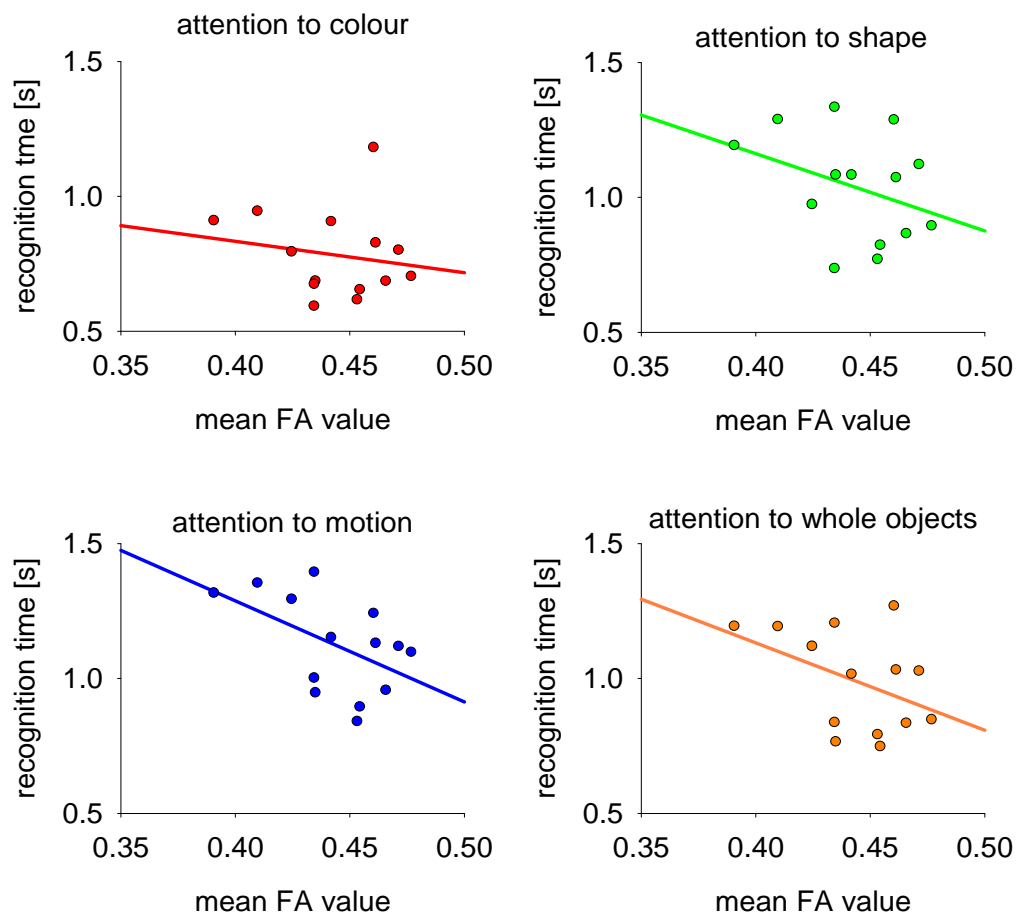 attention to colour
recognition tme [s]
1.5
1.0
0.5
0.35 0.40 0.45 0.50
mean FA value
attention to shape
recognition time [s]
1.5
1.0
0.5
0.35 0.40 0.45 0.50
mean FA value
attention to motion
recognition time [s]
1.5
1.0
0.5
0.35 0.40 0.45 0.50
mean FA value
attention to whole objects
recognition time [s]
1.5
1.0
0.5
0.35 0.40 0.45 0.50
mean FA value